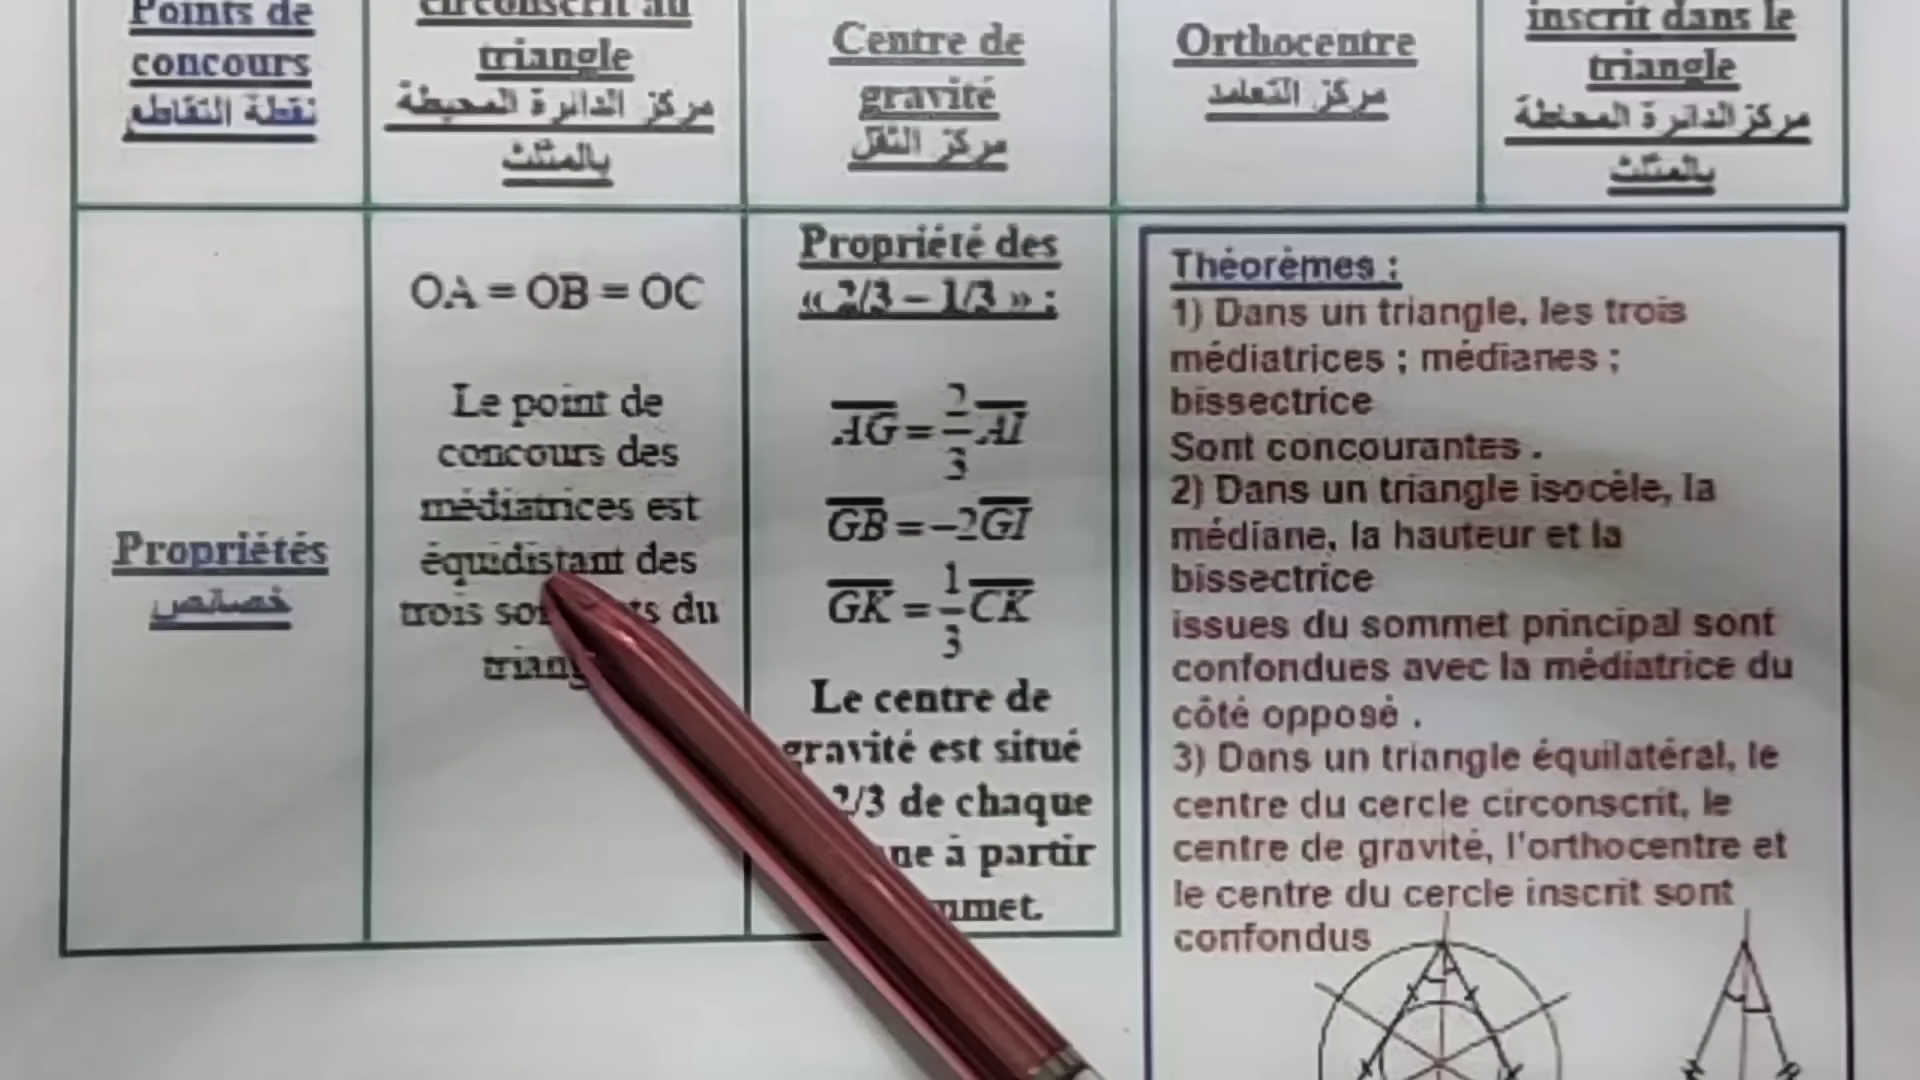 Points de
concours
نقطة التقاطع
circonscrit au
triangle
مركز الدائرة المحيطة
بالمثلث
Centre de
gravité
مركز الثقل
Orthocentre
مركز التعامد
inscrit dans le
triangle
مركز الدائرة المحاطة
بالمثلث
Propriétés
خصائص
OA = OB = OC
Le point de
concours des
médiatrices est
équidistant des
trois du
Propriété des
« 2/3 – 1/3 » :
AG = 2/3 AI
GB = –2GI
GK = 1/3 CK
Le centre de
gravité est situé
2/3 de chaque
à partir
Théorèmes :
1) Dans un triangle, les trois
médiatrices ; médianes ;
bissectrice
Sont concourantes .
2) Dans un triangle isocèle, la
médiane, la hauteur et la
bissectrice
issues du sommet principal sont
confondues avec la médiatrice du
côté opposé .
3) Dans un triangle équilatéral, le
centre du cercle circonscrit, le
centre de gravité, l'orthocentre et
le centre du cercle inscrit sont
confondus